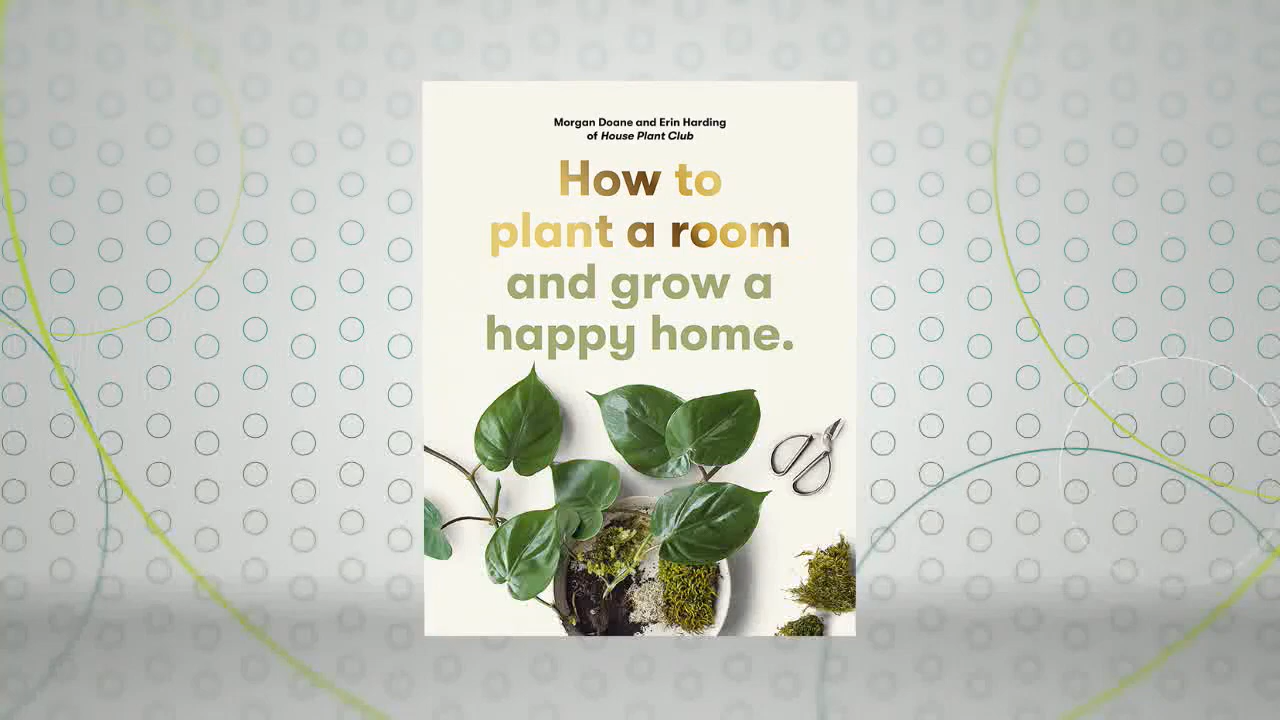 Morgan Doane and Erin Harding
of House Plant Club
How to
plant a room
and grow a
happy home.